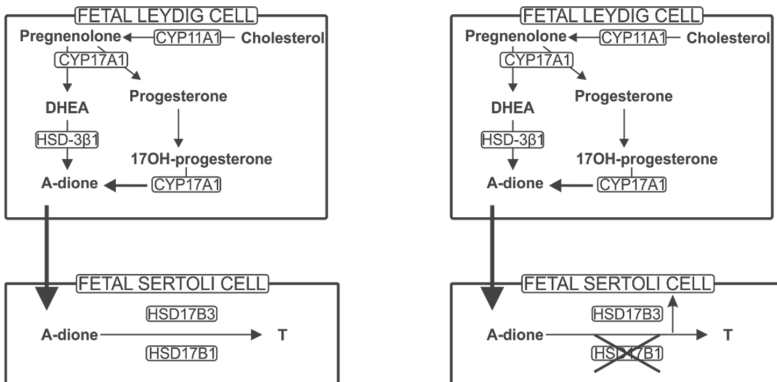 FETAL LEYDIG CELL
Pregnenolone CYP11A1 Cholesterol
CYP17A1
DHEA Progesterone
HSD-3β1
17OH-progesterone
A-dione CYP17A1
FETAL SERTOLI CELL
HSD17B3
A-dione T
HSD17B1
FETAL LEYDIG CELL
Pregnenolone CYP11A1 Cholesterol
CYP17A1
DHEA Progesterone
HSD-3β1
17OH-progesterone
A-dione CYP17A1
FETAL SERTOLI CELL
HSD17B3
A-dione T
HSD17B1